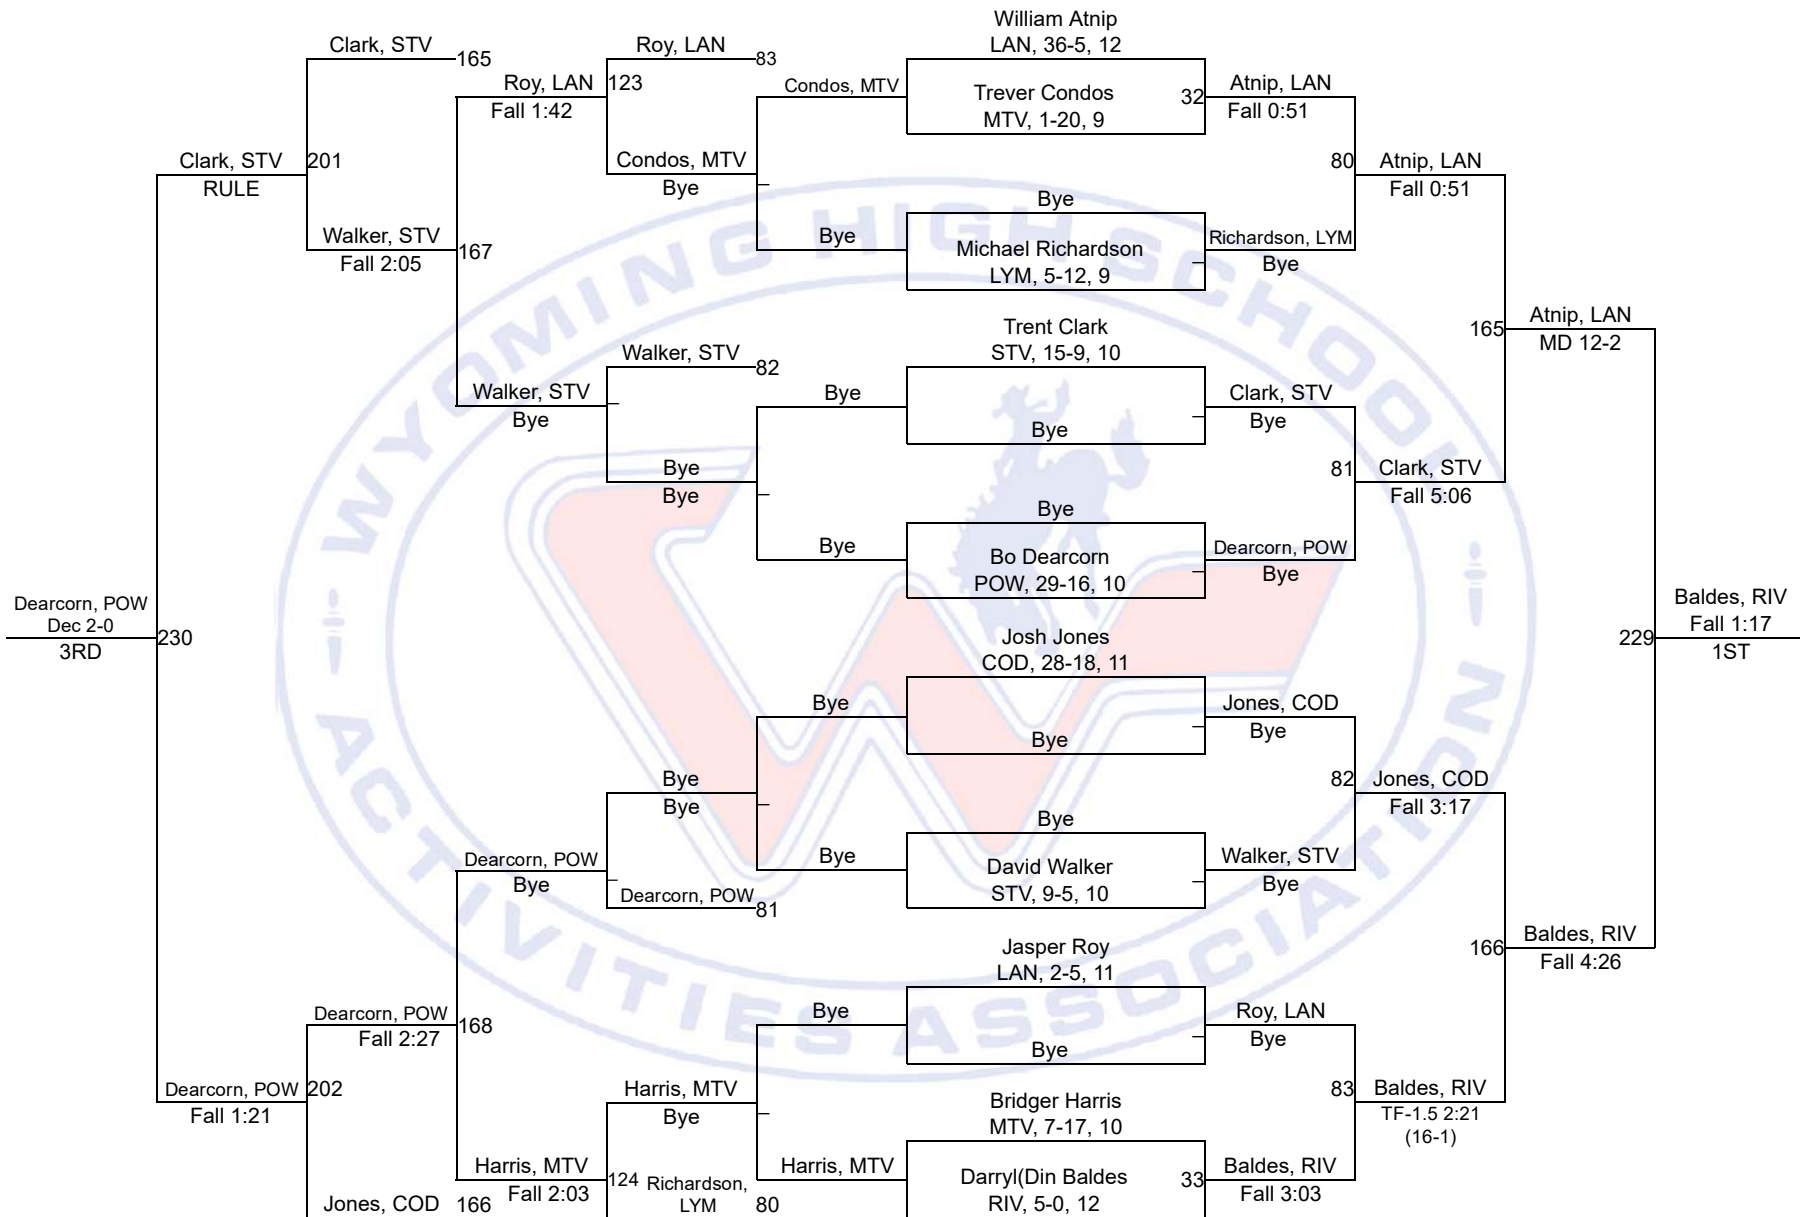 William Atnip
LAN, 36-5, 12
Clark, STV
165
Roy, LAN
83
Roy, LAN
123
Fall 1:42
Condos, MTV
Trever Condos
MTV, 1-20, 9
32
Atnip, LAN
Fall 0:51
Clark, STV
201
RULE
Condos, MTV
Bye
80
Atnip, LAN
Fall 0:51
Walker, STV
167
Fall 2:05
Bye
Bye
Michael Richardson
LYM, 5-12, 9
Richardson, LYM
Bye
Trent Clark
STV, 15-9, 10
165
Atnip, LAN
MD 12-2
Walker, STV
82
Walker, STV
Bye
Bye
Bye
Clark, STV
Bye
Bye
Bye
81
Clark, STV
Fall 5:06
Bye
Bye
Bo Dearcorn
POW, 29-16, 10
Dearcorn, POW
Bye
Dearcorn, POW
Dec 2-0
3RD
230
Josh Jones
COD, 28-18, 11
229
Baldes, RIV
Fall 1:17
1ST
Bye
Bye
Jones, COD
Bye
Bye
Bye
82
Jones, COD
Fall 3:17
Bye
Bye
David Walker
STV, 9-5, 10
Walker, STV
Bye
Dearcorn, POW
Bye
Dearcorn, POW
81
Jasper Roy
LAN, 2-5, 11
166
Baldes, RIV
Fall 4:26
Dearcorn, POW
168
Fall 2:27
Bye
Bye
Roy, LAN
Bye
Dearcorn, POW
202
Fall 1:21
Harris, MTV
Bye
Bridger Harris
MTV, 7-17, 10
83
Baldes, RIV
TF-1.5 2:21
(16-1)
Harris, MTV
Fall 2:03
124
Richardson,
LYM
80
Harris, MTV
Darryl(Din Baldes
RIV, 5-0, 12
33
Baldes, RIV
Fall 3:03
Jones, COD
166
WYOMING HIGH SCHOOL
ACTIVITIES ASSOCIATION